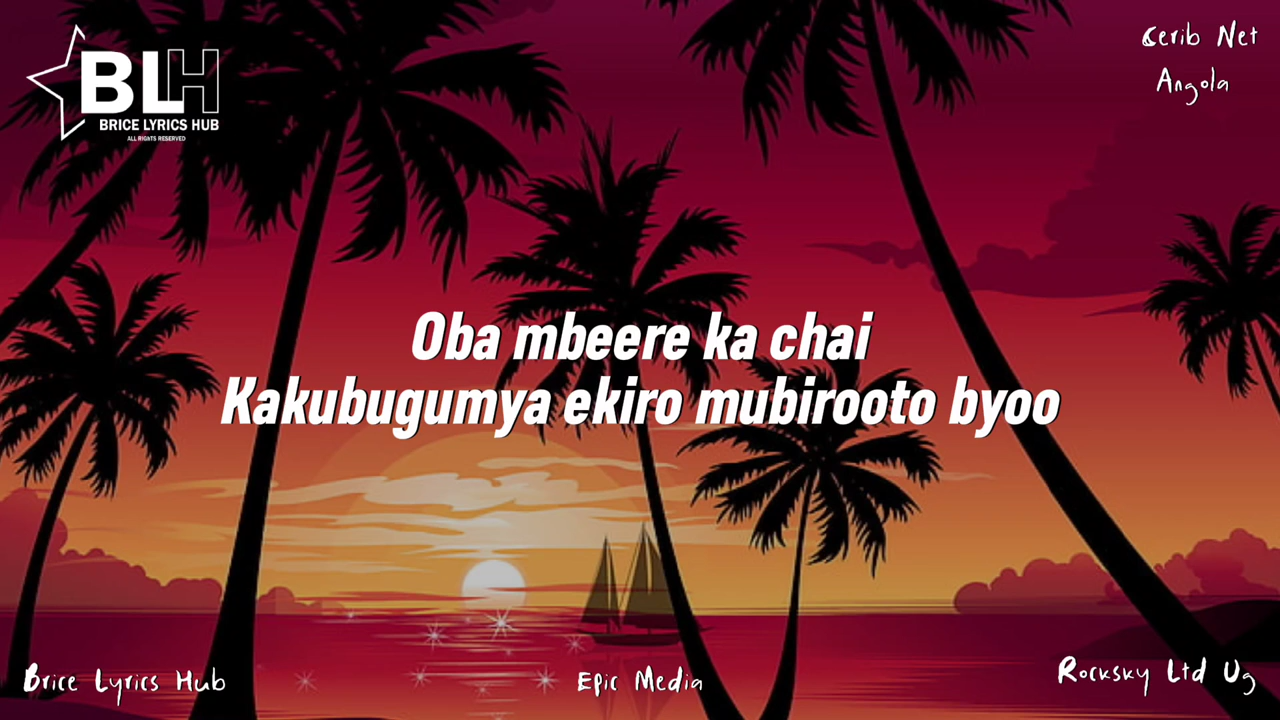 BLH
BRICE LYRICS HUB
ALL RIGHTS RESERVED
Cerib Net
Angola
Oba mbeere ka chai
Kakubugumya ekiro mubirooto byoo
Brice Lyrics Hub
Epic Media
Rocksky Ltd Ug